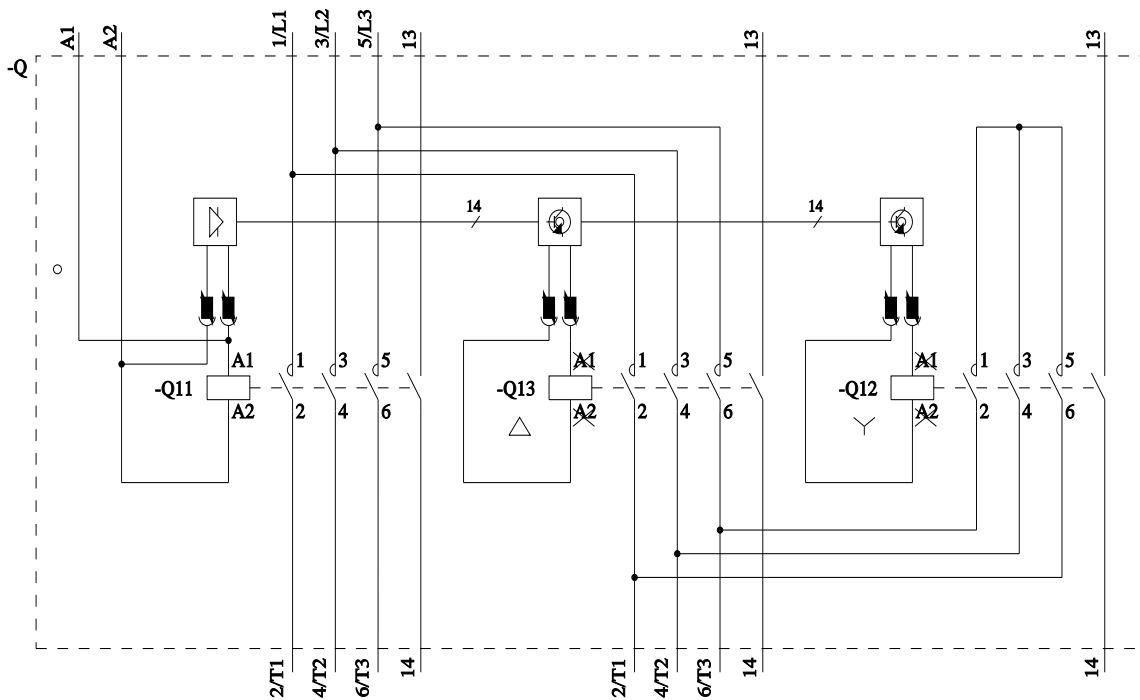 A1 A2 1/L1 3/L2 5/L3 13 13 13
-Q
14 14
A1 1 3 5 A1 1 3 5 A1 1 3 5
-Q11 -Q13 -Q12
A2 2 4 6 A2 2 4 6 A2 2 4 6
2/T1 4/T2 6/T3 14 2/T1 4/T2 6/T3 14 14